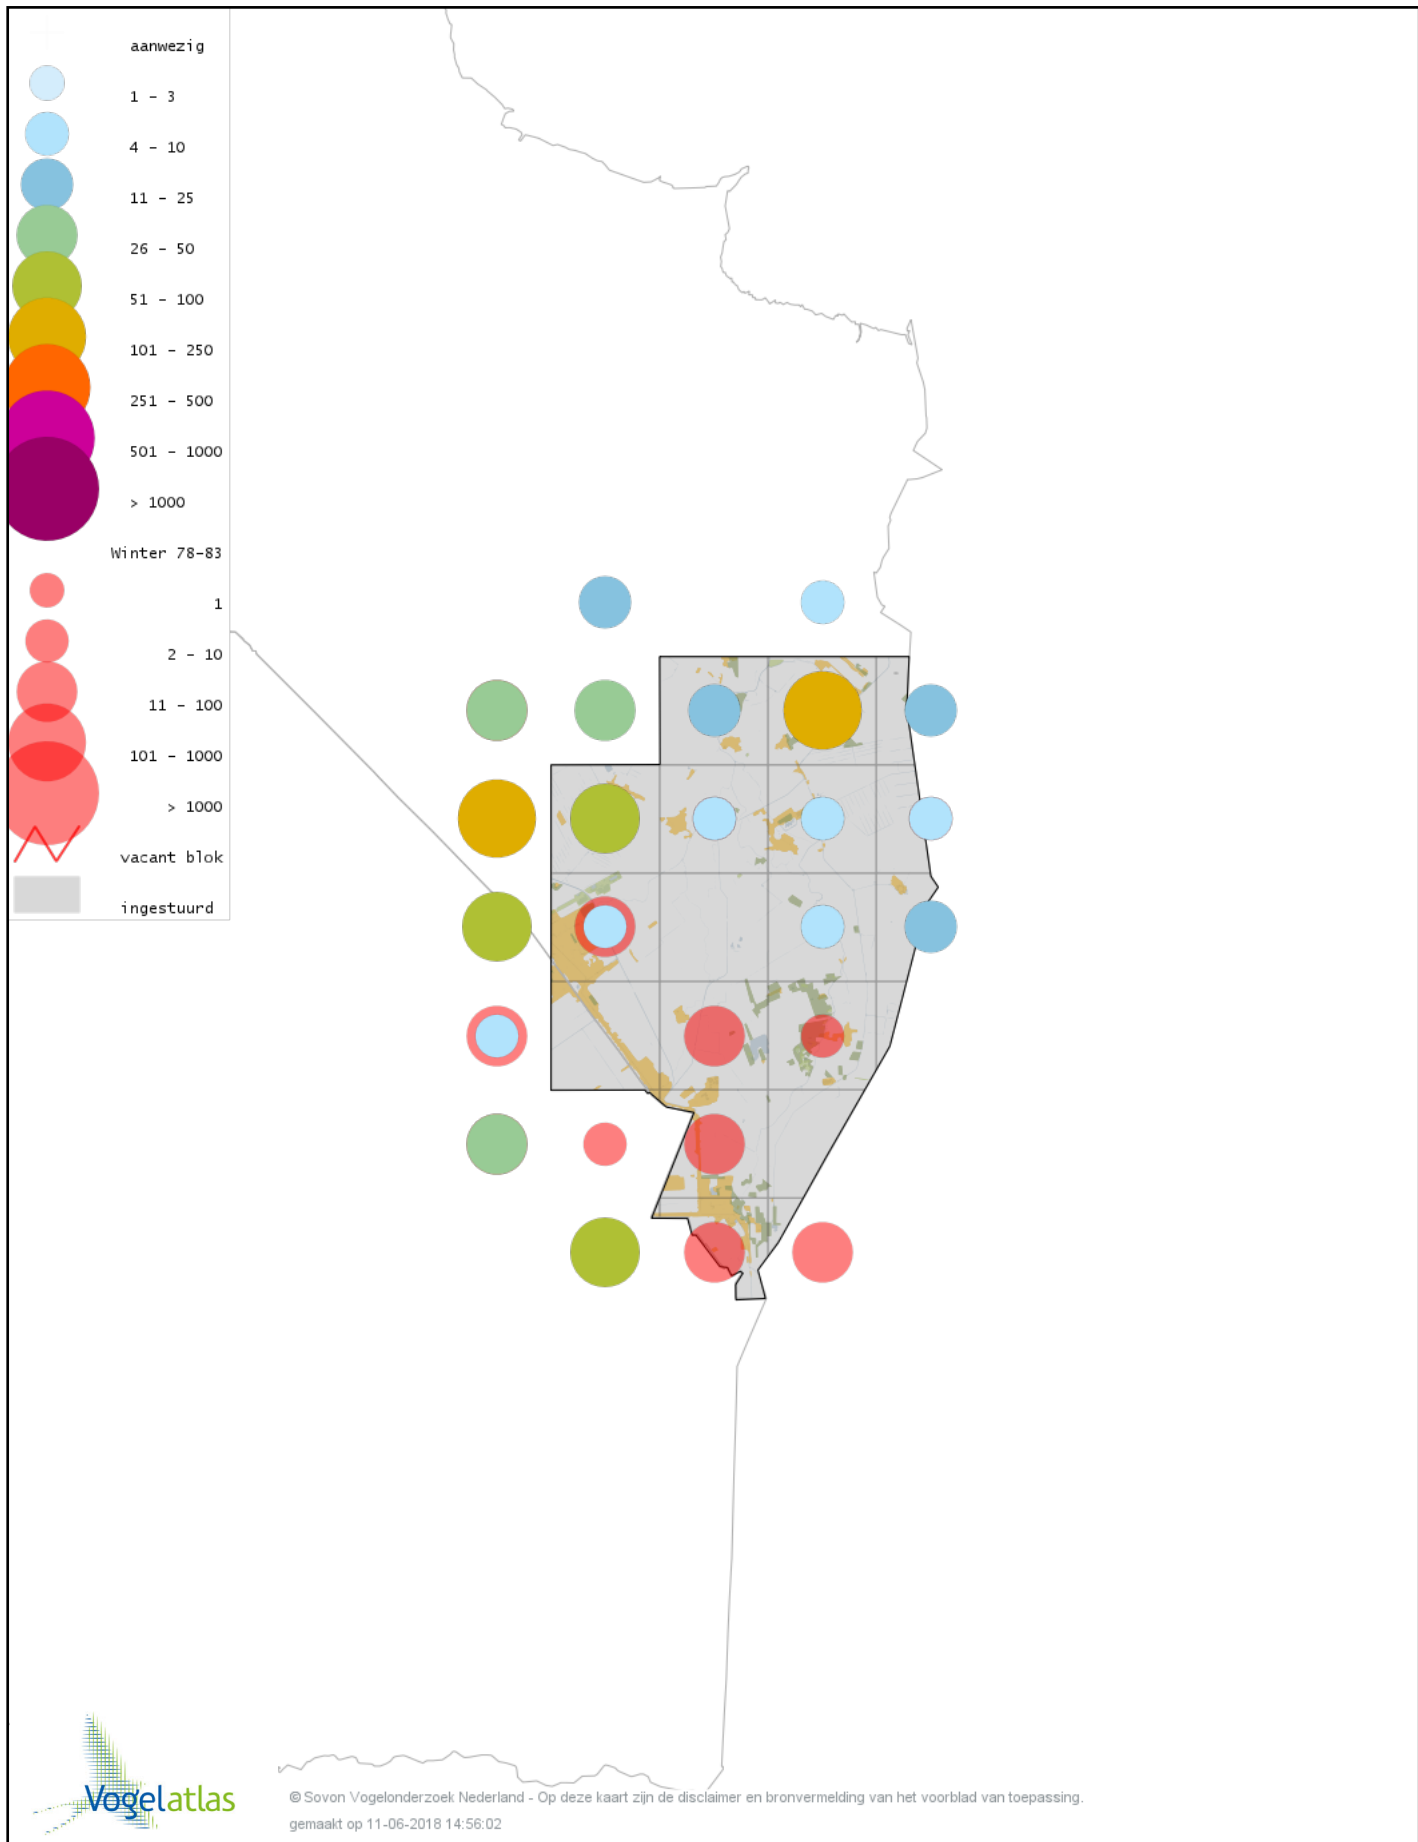 aanwezig
1 - 3
4 - 10
11 - 25
26 - 50
51 - 100
101 - 250
251 - 500
501 - 1000
> 1000
Winter 78-83
1
2 - 10
11 - 100
101 - 1000
> 1000
vacant blok
ingestuurd
Vogelatlas
© Sovon Vogelonderzoek Nederland - Op deze kaart zijn de disclaimer en bronvermelding van het voorblad van toepassing.
gemaakt op 11-06-2018 14:56:02